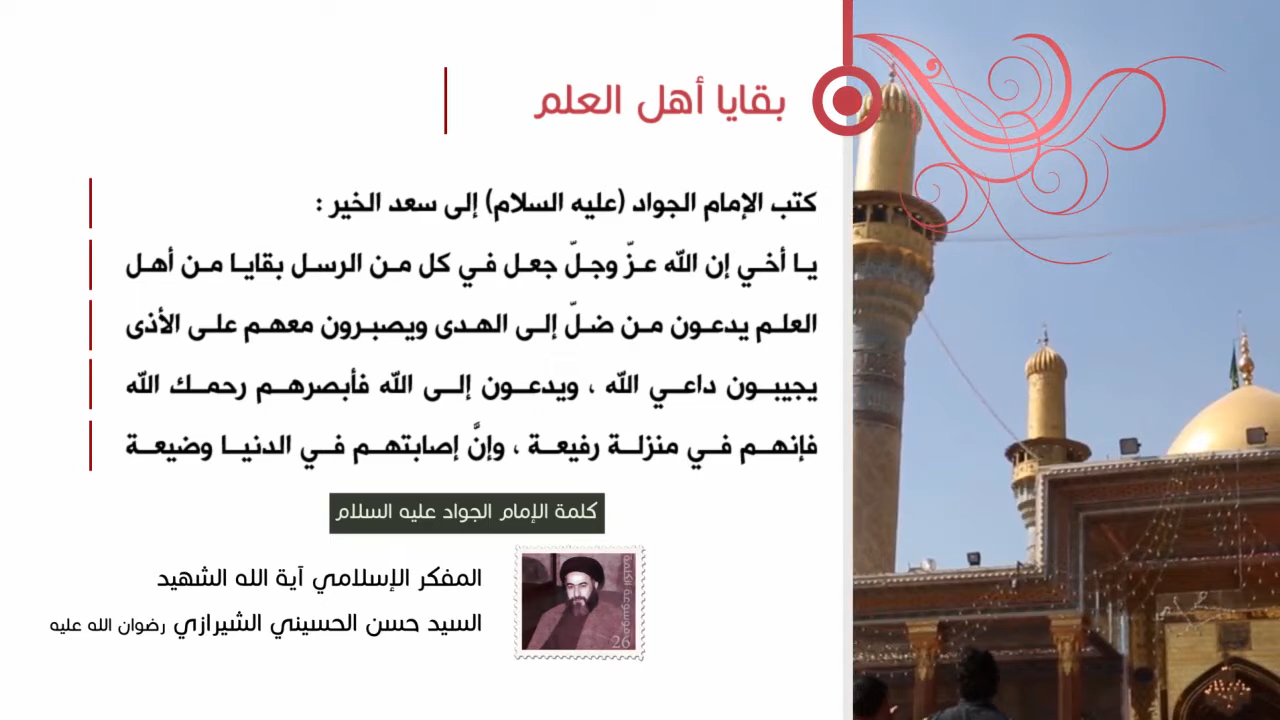 بقايا أهل العلم
كتب الإمام الجواد (عليه السلام) إلى سعد الخير :
يا أخي إن الله عزّ وجلّ جعل في كل من الرسل بقايا من أهل
العلم يدعون من ضلّ إلى الهدى ويصبرون معهم على الأذى
يجيبون داعي الله ، ويدعون إلى الله فأبصرهم رحمك الله
فإنهم في منزلة رفيعة ، وإنَّ إصابتهم في الدنيا وضيعة
كلمة الإمام الجواد عليه السلام
المفكر الإسلامي آية الله الشهيد
السيد حسن الحسيني الشيرازي رضوان الله عليه
موسوعة الكلمة
26